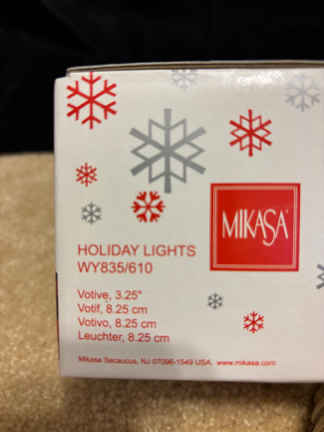 MIKASA
HOLIDAY LIGHTS
WY835/610
Votive, 3.25"
Votif, 8.25 cm
Votivo, 8.25 cm
Leuchter, 8.25 cm
Mikasa Secaucus, NJ 07096-1549 USA, www.mikasa.com